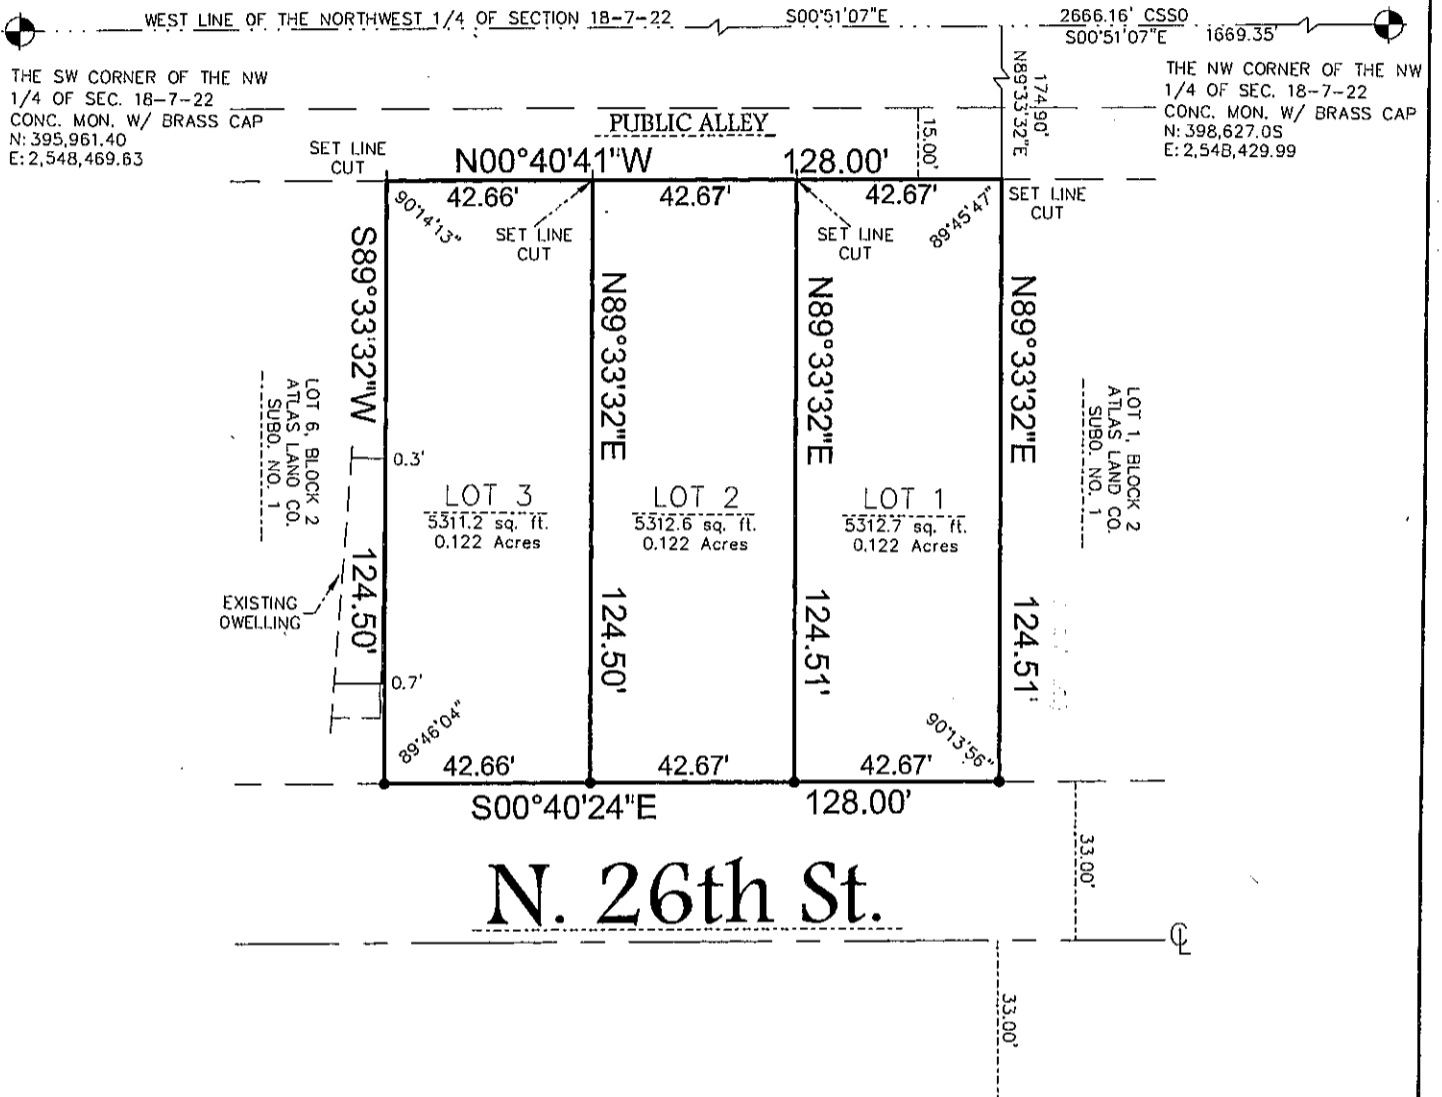 WEST LINE OF THE NORTHWEST 1/4 OF SECTION 18-7-22
S00°51'07"E
2666.16' CSSO
S00°51'07"E
1669.35'
THE SW CORNER OF THE NW
1/4 OF SEC. 18-7-22
CONC. MON. W/ BRASS CAP
N: 395,961.40
E: 2,548,469.63
THE NW CORNER OF THE NW
1/4 OF SEC. 18-7-22
CONC. MON. W/ BRASS CAP
N: 398,627.0S
E: 2,548,429.99
174.90'
N89°33'32"E
PUBLIC ALLEY
15.00'
SET LINE
CUT
N00°40'41"W
128.00'
42.66'
42.67'
42.67'
90°14'13"
SET LINE
CUT
SET LINE
CUT
89°45'47"
SET LINE
CUT
S89°33'32"W
N89°33'32"E
N89°33'32"E
N89°33'32"E
LOT 6, BLOCK 2
ATLAS LAND CO.
SUBD. NO. 1
LOT 1, BLOCK 2
ATLAS LAND CO.
SUBD. NO. 1
0.3'
LOT 3
5311.2 sq. ft.
0.122 Acres
LOT 2
5312.6 sq. ft.
0.122 Acres
LOT 1
5312.7 sq. ft.
0.122 Acres
EXISTING
OWELLING
124.50'
124.50'
124.51'
124.51'
0.7'
89°46'04"
90°13'56"
42.66'
42.67'
42.67'
S00°40'24"E
128.00'
33.00'
N. 26th St.
33.00'